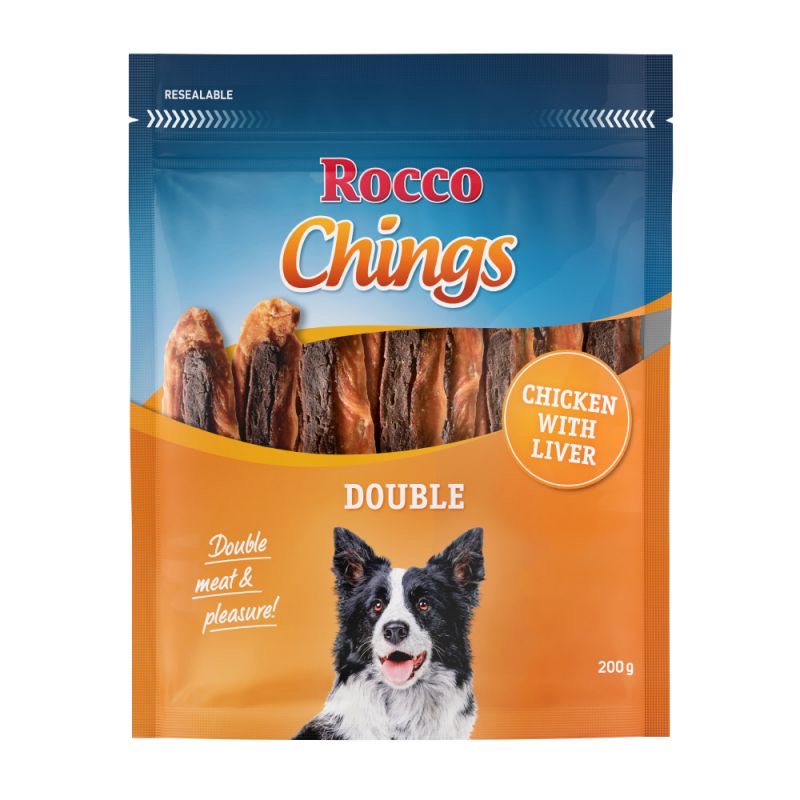 RESEALABLE
Rocco
Chings
CHICKEN
WITH
LIVER
DOUBLE
Double
meat &
pleasure!
200g